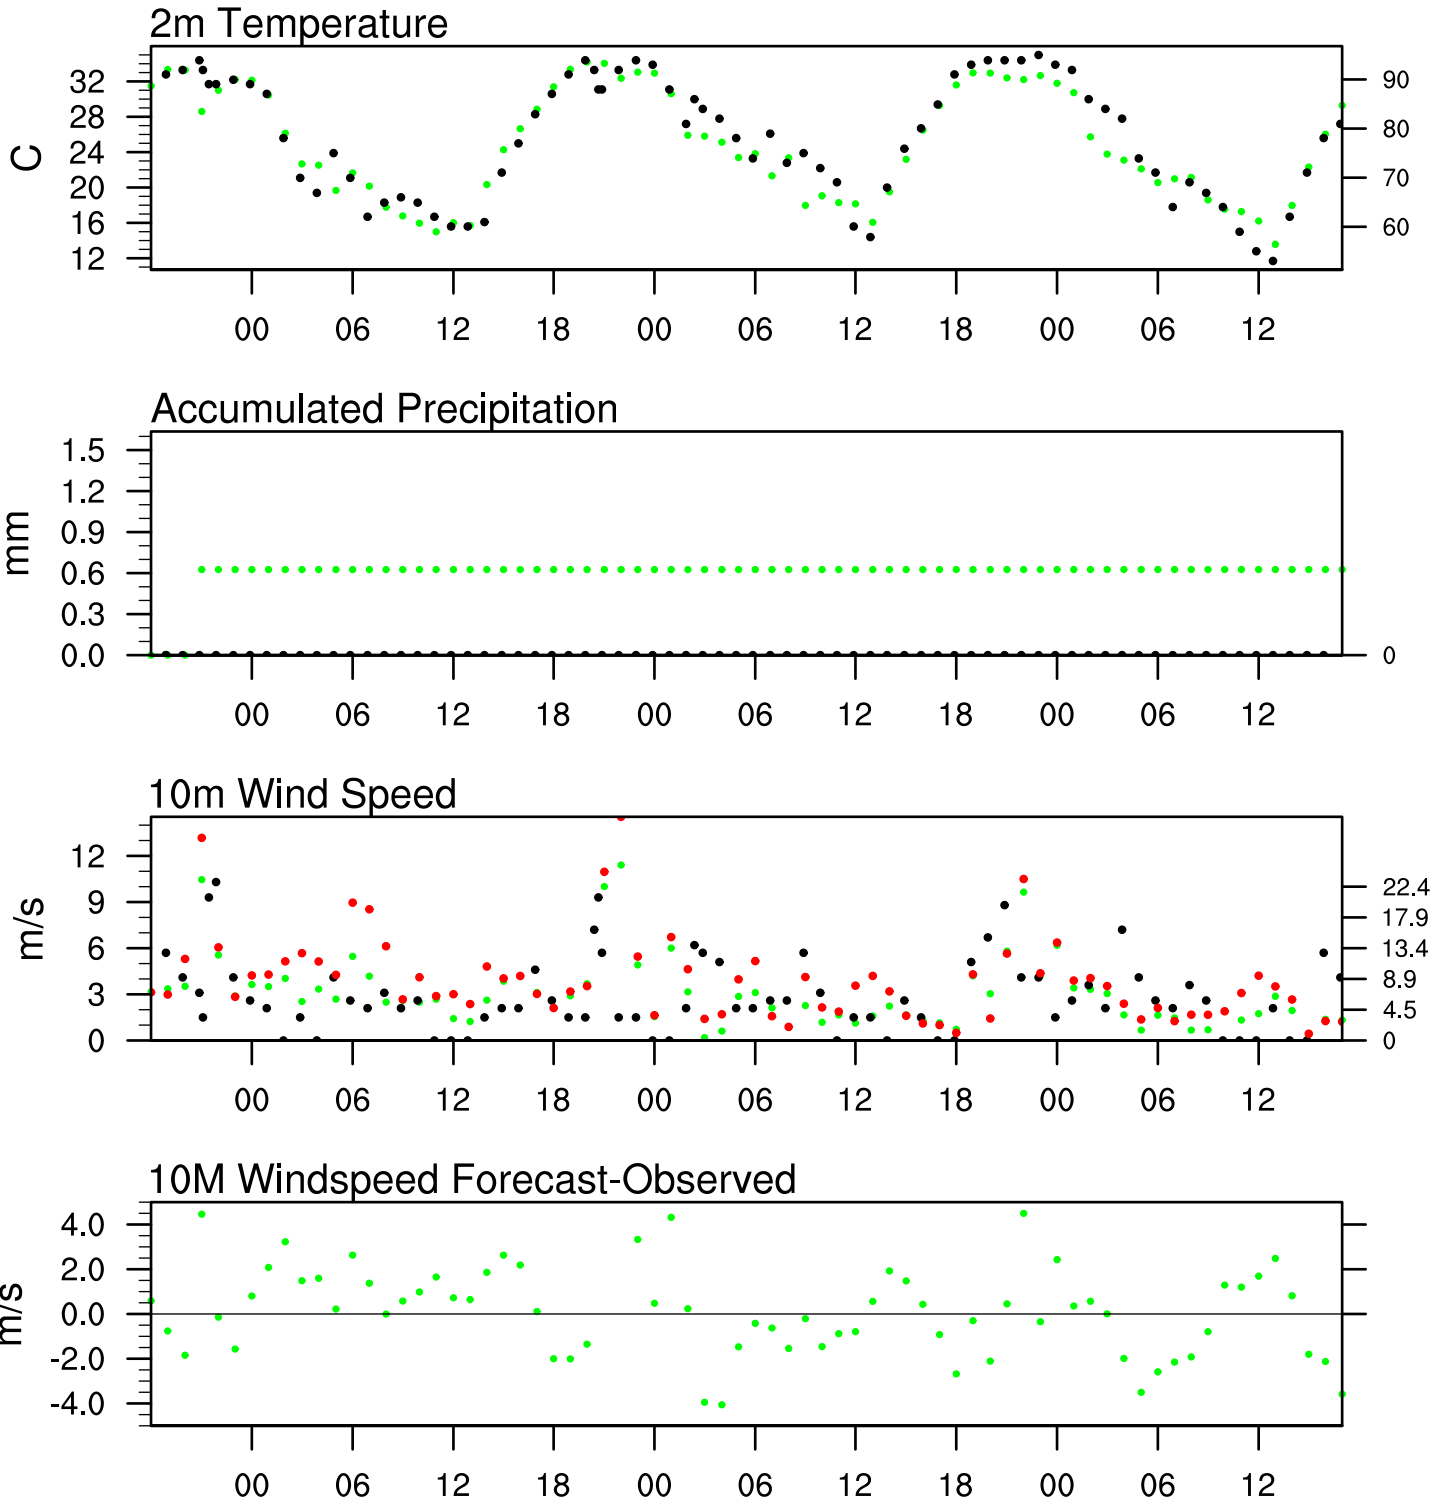 2m Temperature
32
28
24
20
16
12
C
90
80
70
60
00 06 12 18 00 06 12 18 00 06 12
Accumulated Precipitation
1.5
1.2
0.9
0.6
0.3
0.0
mm
0
00 06 12 18 00 06 12 18 00 06 12
10m Wind Speed
12
9
6
3
0
m/s
22.4
17.9
13.4
8.9
4.5
0
00 06 12 18 00 06 12 18 00 06 12
10M Windspeed Forecast-Observed
4.0
2.0
0.0
-2.0
-4.0
m/s
00 06 12 18 00 06 12 18 00 06 12